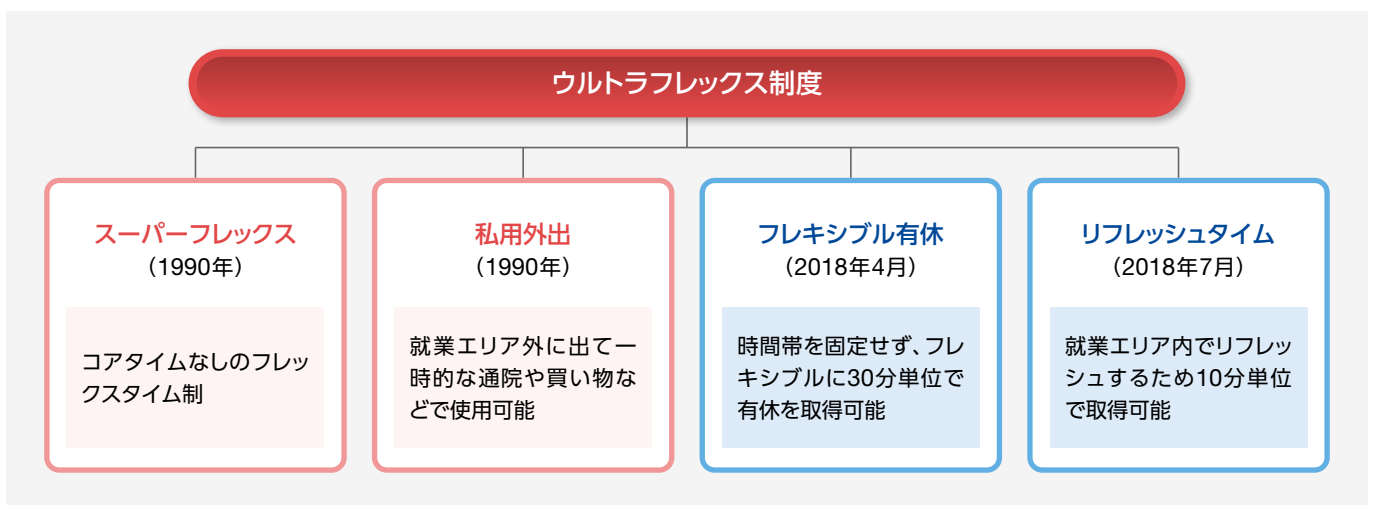 ウルトラフレックス制度
スーパーフレックス
（1990年）
コアタイムなしのフレッ
クスタイム制
私用外出
（1990年）
就業エリア外に出て一
時的な通院や買い物な
どで使用可能
フレキシブル有休
（2018年4月）
時間帯を固定せず、フレ
キシブルに30分単位で
有休を取得可能
リフレッシュタイム
（2018年7月）
就業エリア内でリフレッ
シュするため10分単位
で取得可能